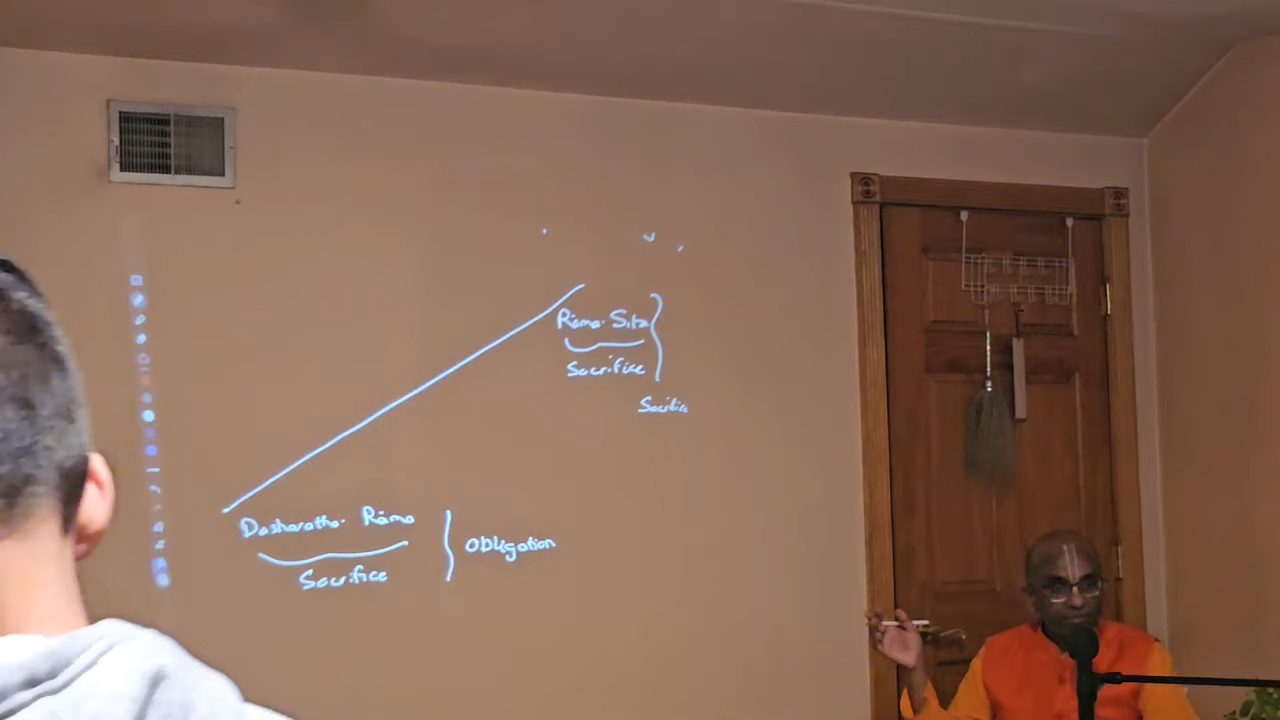 Rama-Sita
Sacrifice
Dasharatha- Rama
Obligation
Sacrifice